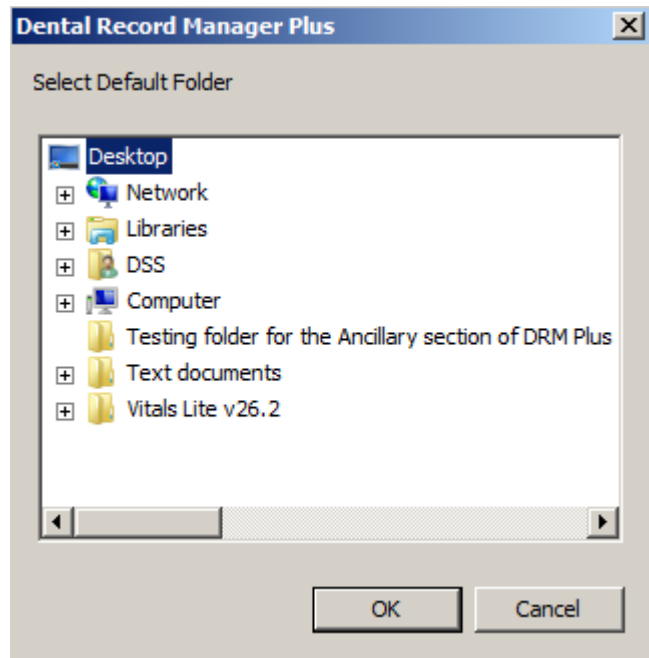 Dental Record Manager Plus
Select Default Folder
Desktop
Network
Libraries
DSS
Computer
Testing folder for the Ancillary section of DRM Plus
Text documents
Vitals Lite v26.2
OK Cancel